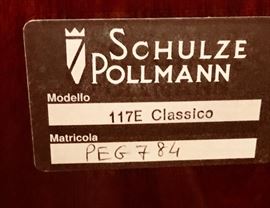 SCHULZE
POLLMANN
Modello
117E Classico
Matricola
PEG 784